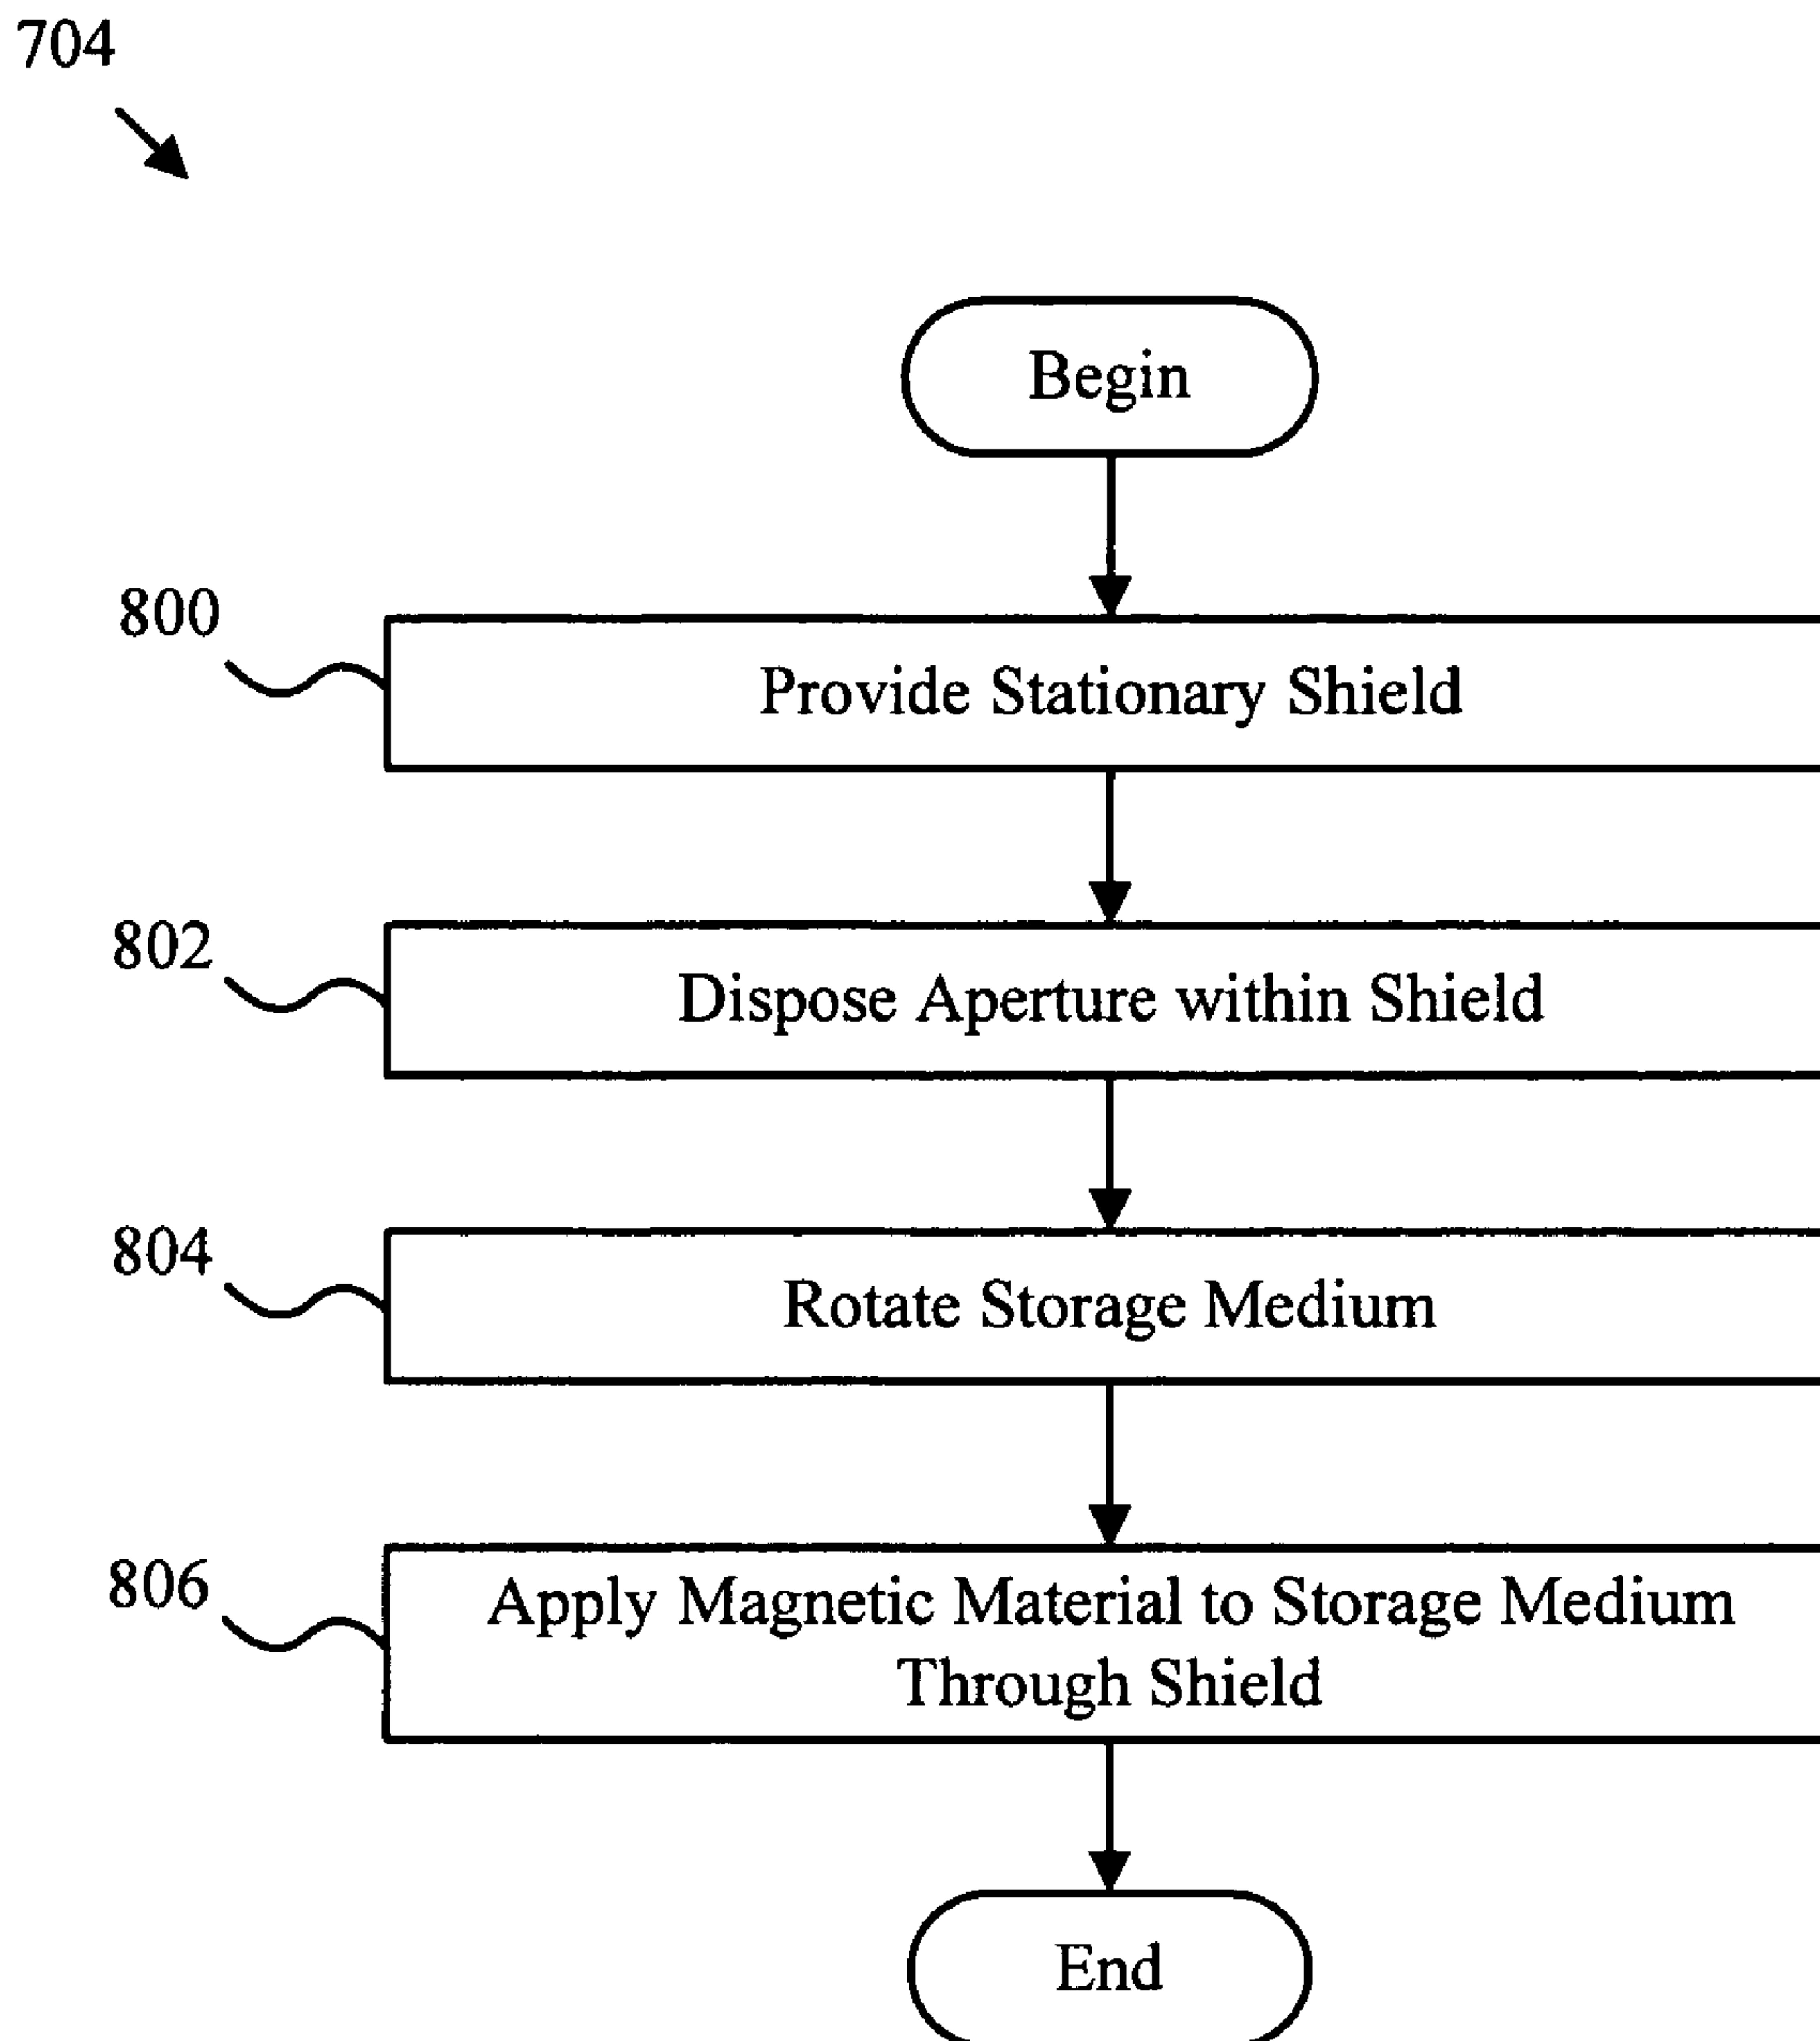 704
Begin
800
Provide Stationary Shield
802
Dispose Aperture within Shield
804
Rotate Storage Medium
806
Apply Magnetic Material to Storage Medium
Through Shield
End